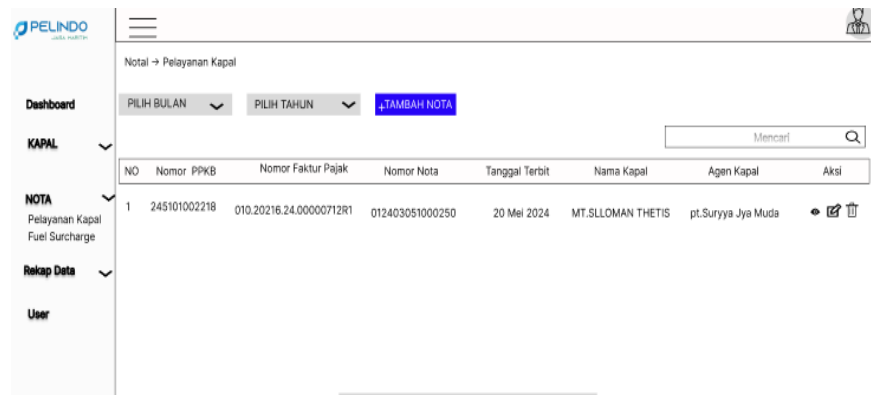 PELINDO
JASA MARITIM
Notal → Pelayanan Kapal
Dashboard
KAPAL
NOTA
Pelayanan Kapal
Fuel Surcharge
Rekap Data
User
PILIH BULAN
PILIH TAHUN
+TAMBAH NOTA
Mencari
NO Nomor PPKB Nomor Faktur Pajak Nomor Nota Tanggal Terbit Nama Kapal Agen Kapal Aksi
1 245101002218 010.20216.24.00000712R1 012403051000250 20 Mei 2024 MT.SLLOMAN THETIS pt.Suryya Jya Muda